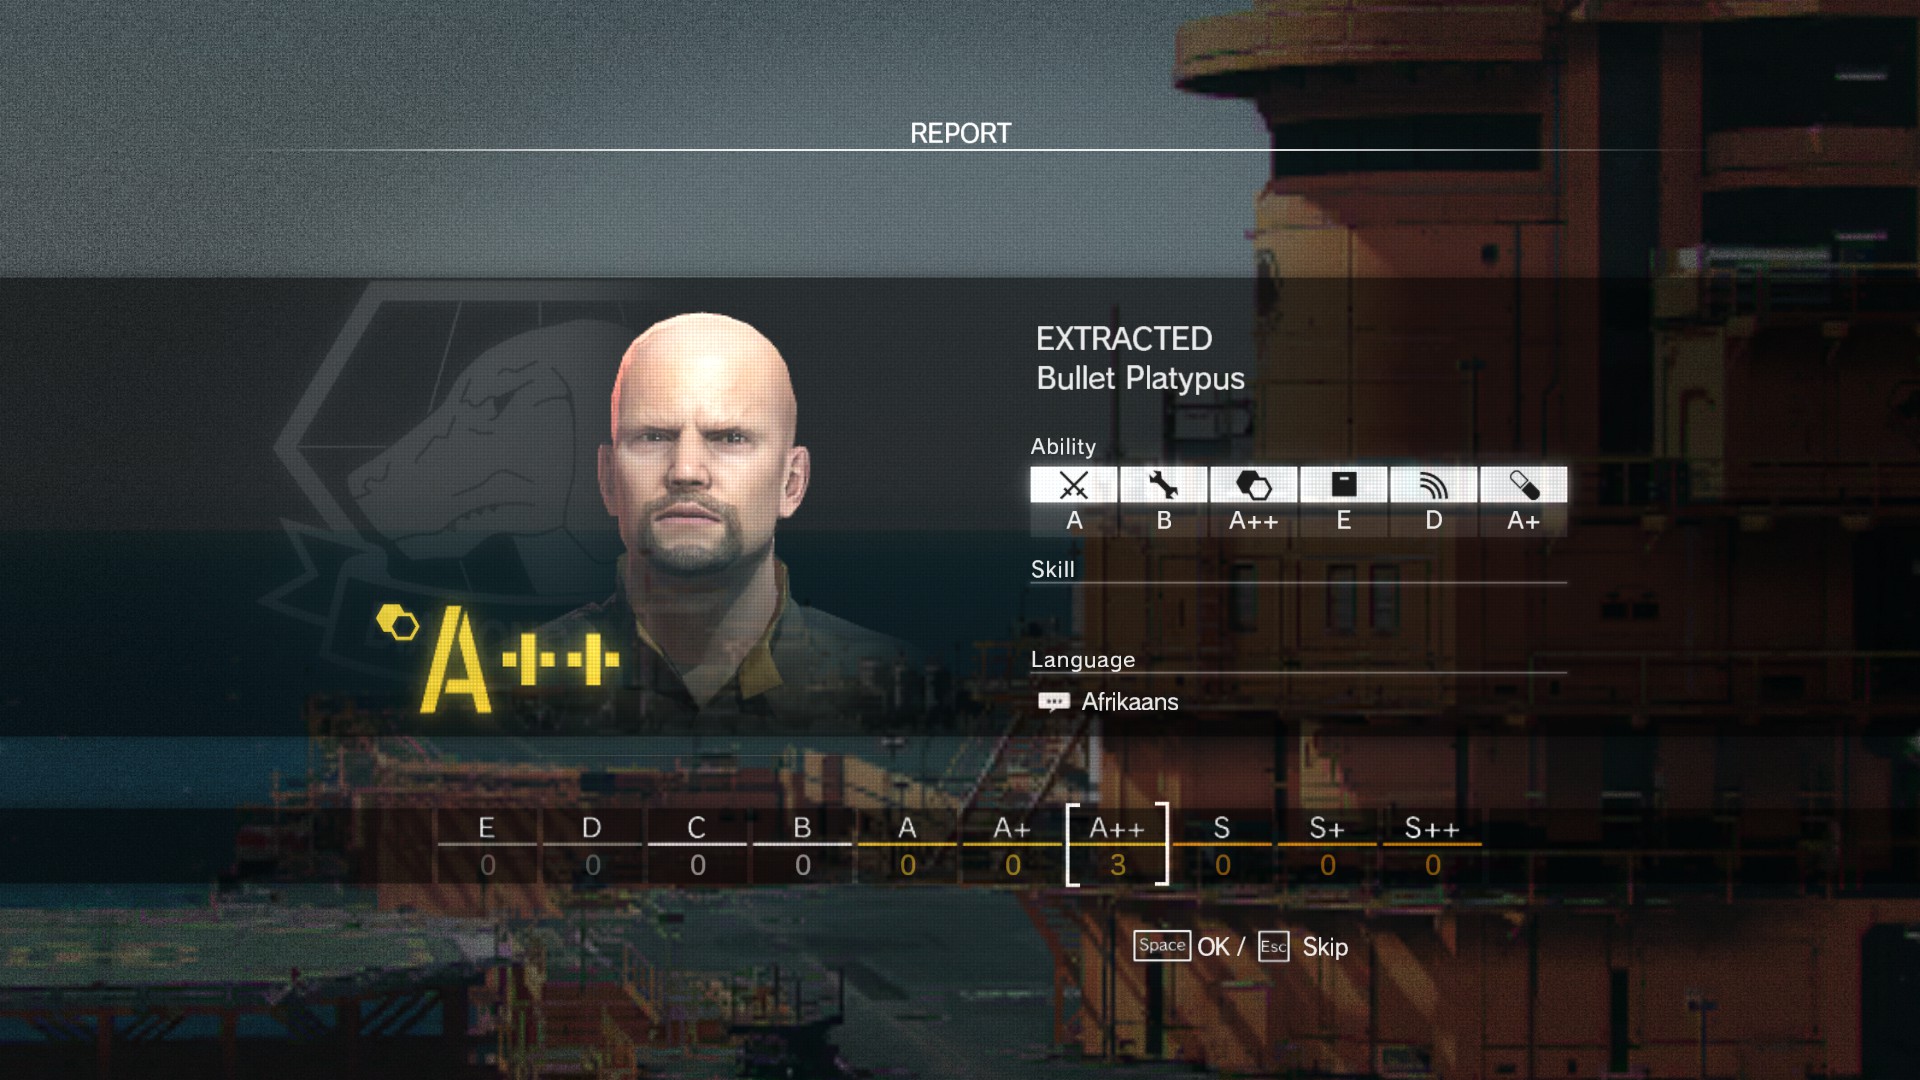 REPORT
EXTRACTED
Bullet Platypus
Ability
A B A++ E D A+
Skill
Language
Afrikaans
A++
E D C B A A+ A++ S S+ S++
0 0 0 0 0 0 3 0 0 0
Space OK / Esc Skip